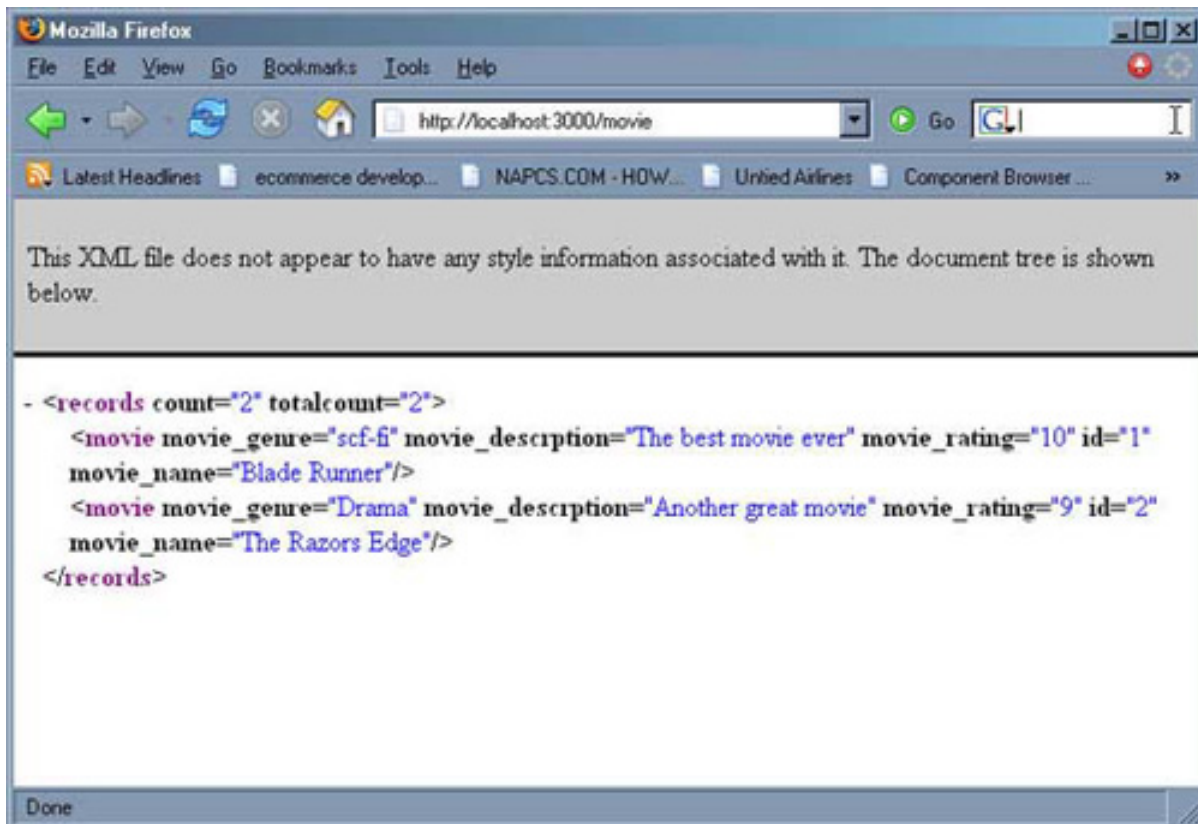 Mozilla Firefox
File Edit View Go Bookmarks Tools Help
http://localhost:3000/movie Go G
Latest Headlines ecommerce develop... NAPCS.COM - HOW... Untied Airlines Component Browser ... »
This XML file does not appear to have any style information associated with it. The document tree is shown
below.
- <records count="2" totalcount="2">
<movie movie_genre="scf-fi" movie_descrption="The best movie ever" movie_rating="10" id="1"
movie_name="Blade Runner"/>
<movie movie_genre="Drama" movie_descrption="Another great movie" movie_rating="9" id="2"
movie_name="The Razors Edge"/>
</records>
Done